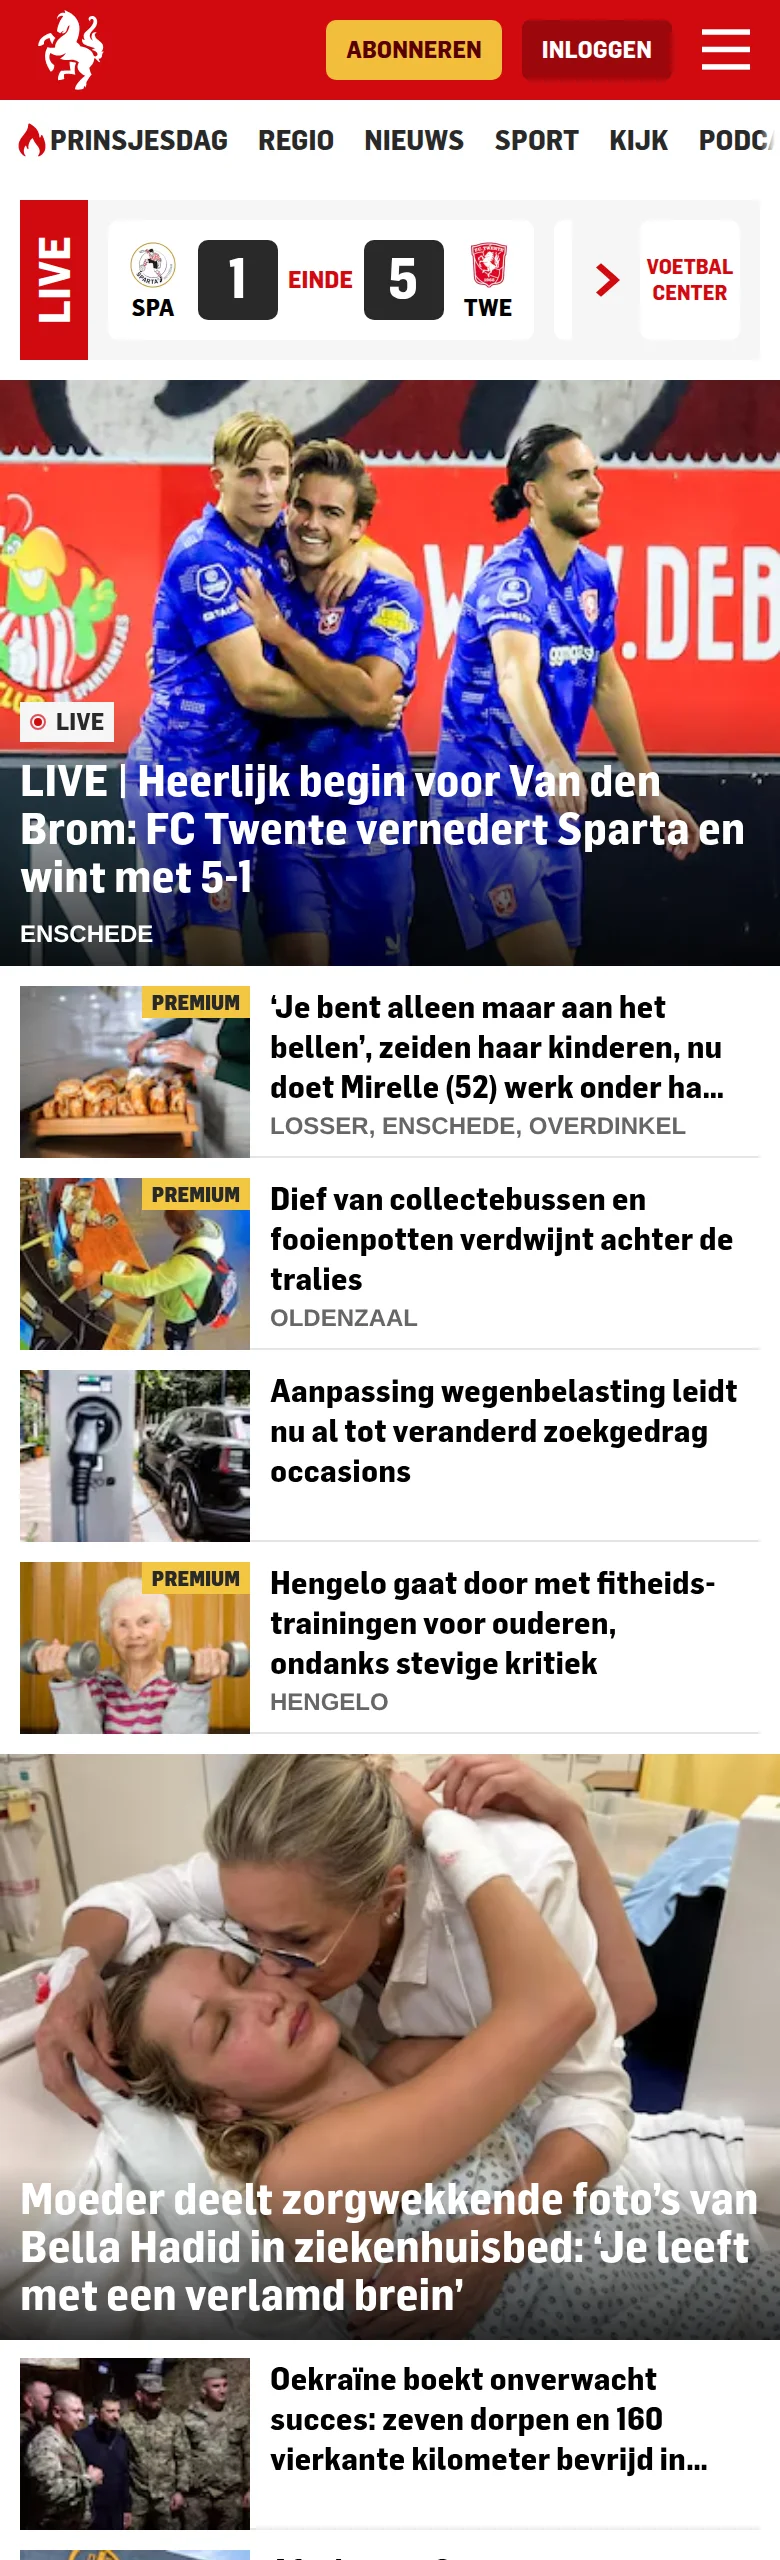 ABONNEREN
INLOGGEN
PRINSJESDAG REGIO NIEUWS SPORT KIJK PODC
LIVE
SPARTA
SPA
1
EINDE
5
TWE
VOETBAL
CENTER
.DEB
LIVE
LIVE | Heerlijk begin voor Van den
Brom: FC Twente vernedert Sparta en
wint met 5-1
ENSCHEDE
PREMIUM
‘Je bent alleen maar aan het
bellen’, zeiden haar kinderen, nu
doet Mirelle (52) werk onder ha...
LOSSER, ENSCHEDE, OVERDINKEL
PREMIUM
Dief van collectebussen en
fooienpotten verdwijnt achter de
tralies
OLDENZAAL
Aanpassing wegenbelasting leidt
nu al tot veranderd zoekgedrag
occasions
PREMIUM
Hengelo gaat door met fitheids-
trainingen voor ouderen,
ondanks stevige kritiek
HENGELO
Moeder deelt zorgwekkende foto’s van
Bella Hadid in ziekenhuisbed: ‘Je leeft
met een verlamd brein’
Oekraïne boekt onverwacht
succes: zeven dorpen en 160
vierkante kilometer bevrijd in...